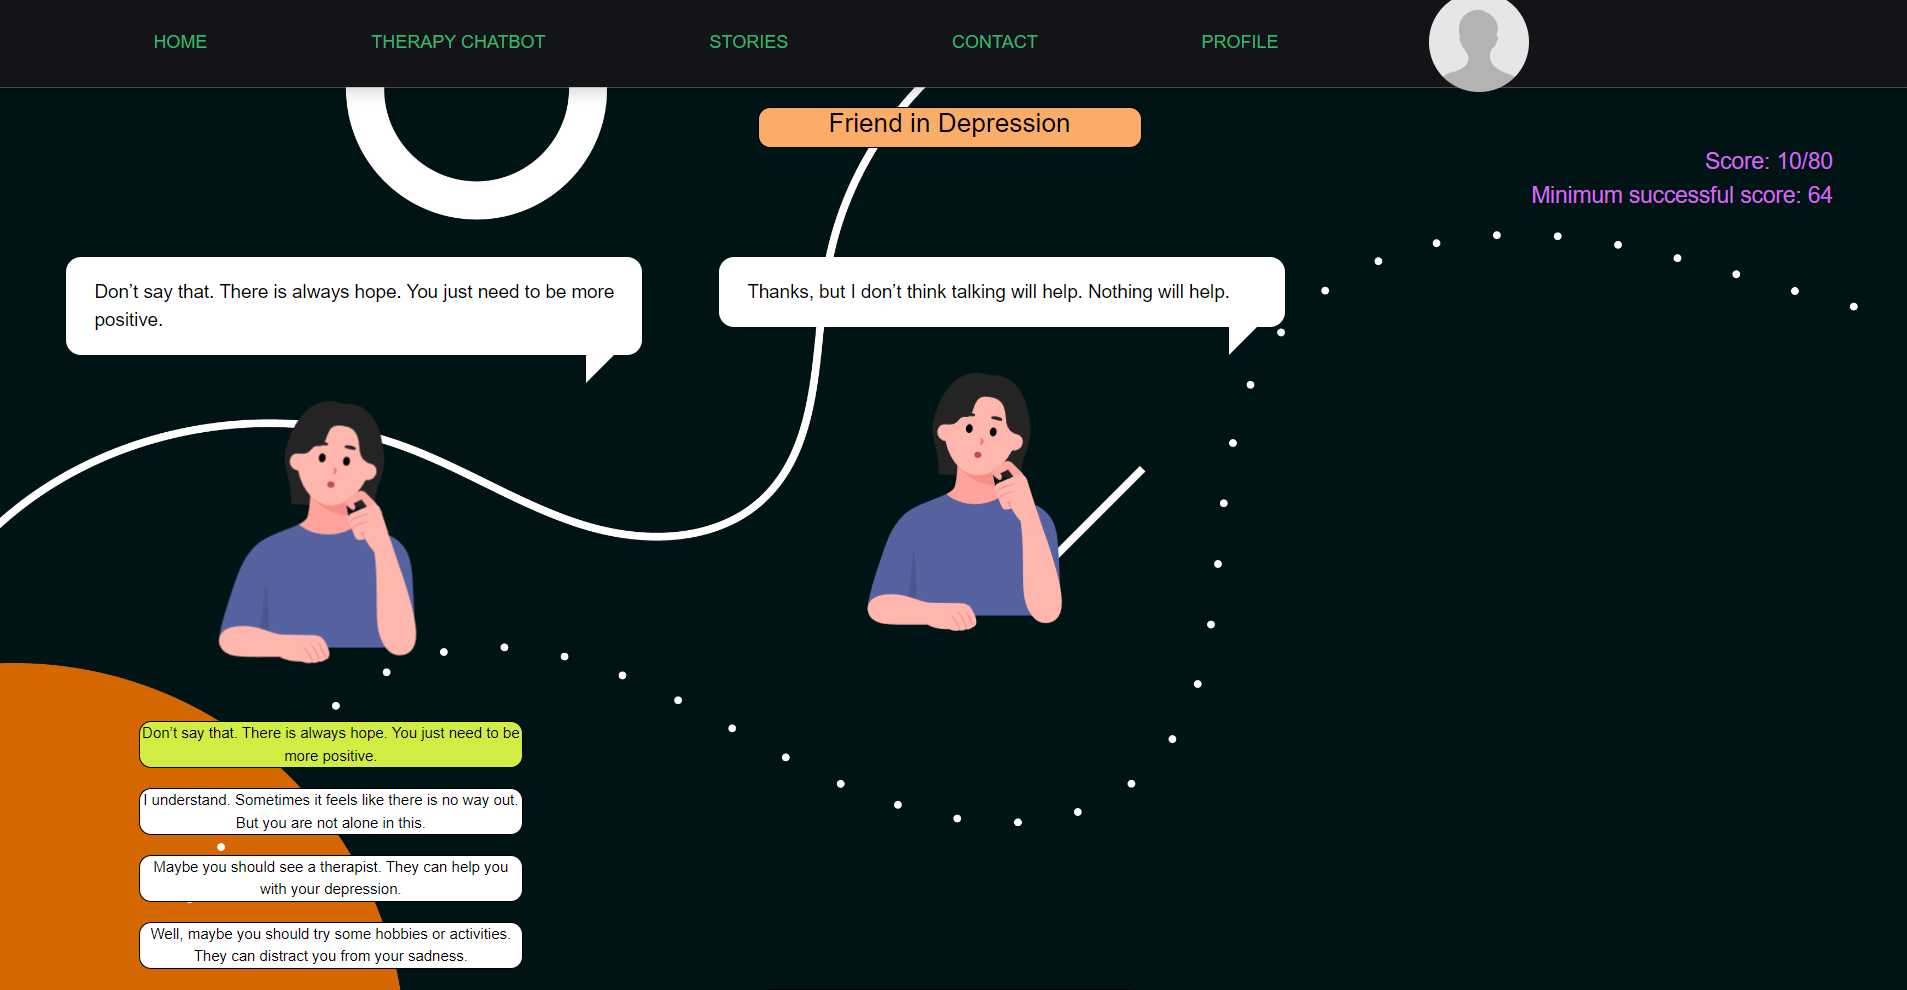 HOME
THERAPY CHATBOT
STORIES
CONTACT
PROFILE
Friend in Depression
Score: 10/80
Minimum successful score: 64
Don’t say that. There is always hope. You just need to be more
positive.
Thanks, but I don’t think talking will help. Nothing will help.
Don’t say that. There is always hope. You just need to be
more positive.
I understand. Sometimes it feels like there is no way out.
But you are not alone in this.
Maybe you should see a therapist. They can help you
with your depression.
Well, maybe you should try some hobbies or activities.
They can distract you from your sadness.